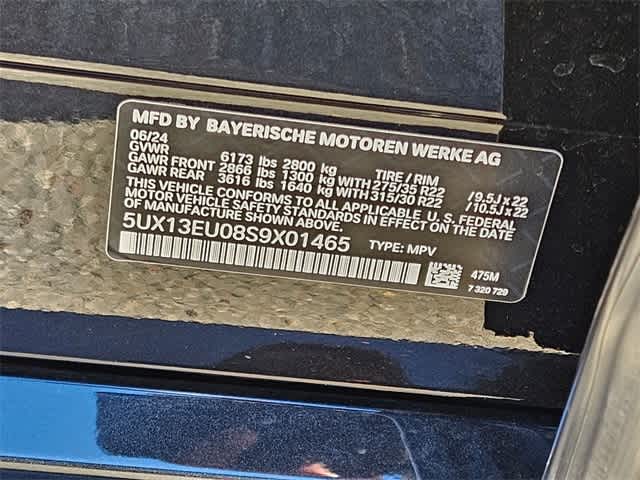 MFD BY BAYERISCHE MOTOREN WERKE AG
06/24
GVWR 6173 lbs 2800 kg TIRE / RIM
GAWR FRONT 2866 lbs 1300 kg WITH 275/35 R22 / 9.5J x 22
GAWR REAR 3616 lbs 1640 kg WITH 315/30 R22 / 10.5J x 22
THIS VEHICLE CONFORMS TO ALL APPLICABLE U. S. FEDERAL
MOTOR VEHICLE SAFETY STANDARDS IN EFFECT ON THE DATE
OF MANUFACTURE SHOWN ABOVE.
5UX13EU08S9X01465 TYPE: MPV
475M
7 320 729